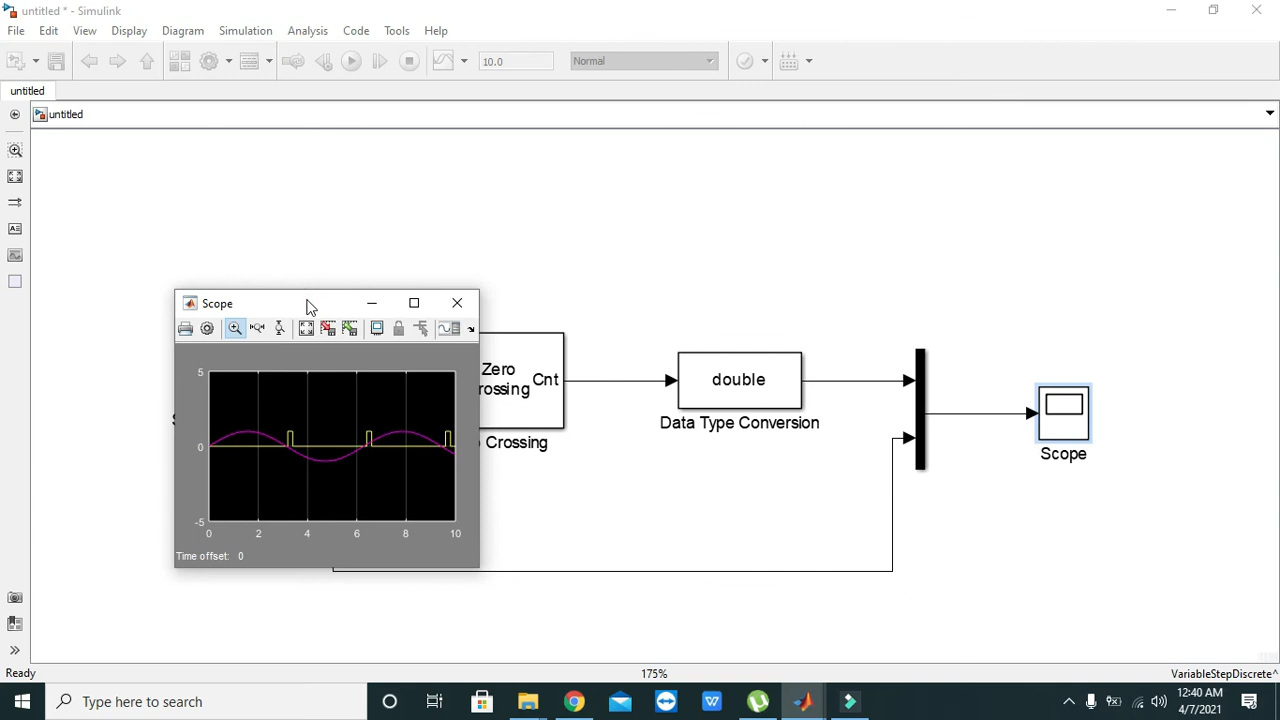 untitled * - Simulink
File Edit View Display Diagram Simulation Analysis Code Tools Help
10.0
Normal
untitled
untitled
Scope
5
0
-5
0 2 4 6 8 10
Time offset: 0
Zero
rossing
Cnt
Crossing
double
Data Type Conversion
Scope
Ready
175%
VariableStepDiscrete
Type here to search
12:40 AM
4/7/2021